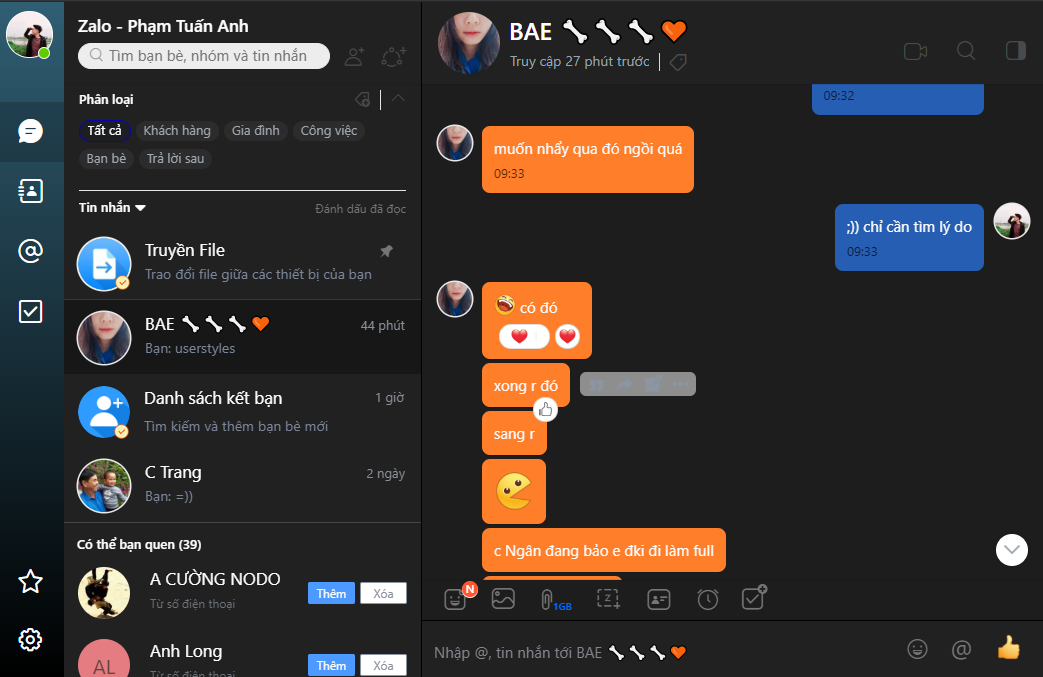 Zalo - Phạm Tuấn Anh
Tìm bạn bè, nhóm và tin nhắn
Phân loại
Tất cả
Khách hàng
Gia đình
Công việc
Bạn bè
Trả lời sau
Tin nhắn
Đánh dấu đã đọc
Truyền File
Trao đổi file giữa các thiết bị của bạn
BAE 🦴 🦴 🦴 🧡
44 phút
Bạn: userstyles
Danh sách kết bạn
1 giờ
Tìm kiếm và thêm bạn bè mới
C Trang
2 ngày
Bạn: =))
Có thể bạn quen (39)
A CƯỜNG NODO
Từ số điện thoại
Thêm
Xóa
AL
Anh Long
Từ số điện thoại
Thêm
Xóa
BAE 🦴 🦴 🦴 🧡
Truy cập 27 phút trước
09:32
muốn nhẩy qua đó ngồi quá
09:33
;)) chỉ cần tìm lý do
09:33
có đó
xong r đó
sang r
c Ngân đang bảo e đki đi làm full
N
1GB
Z
Nhập @, tin nhắn tới BAE 🦴 🦴 🦴 🧡
@